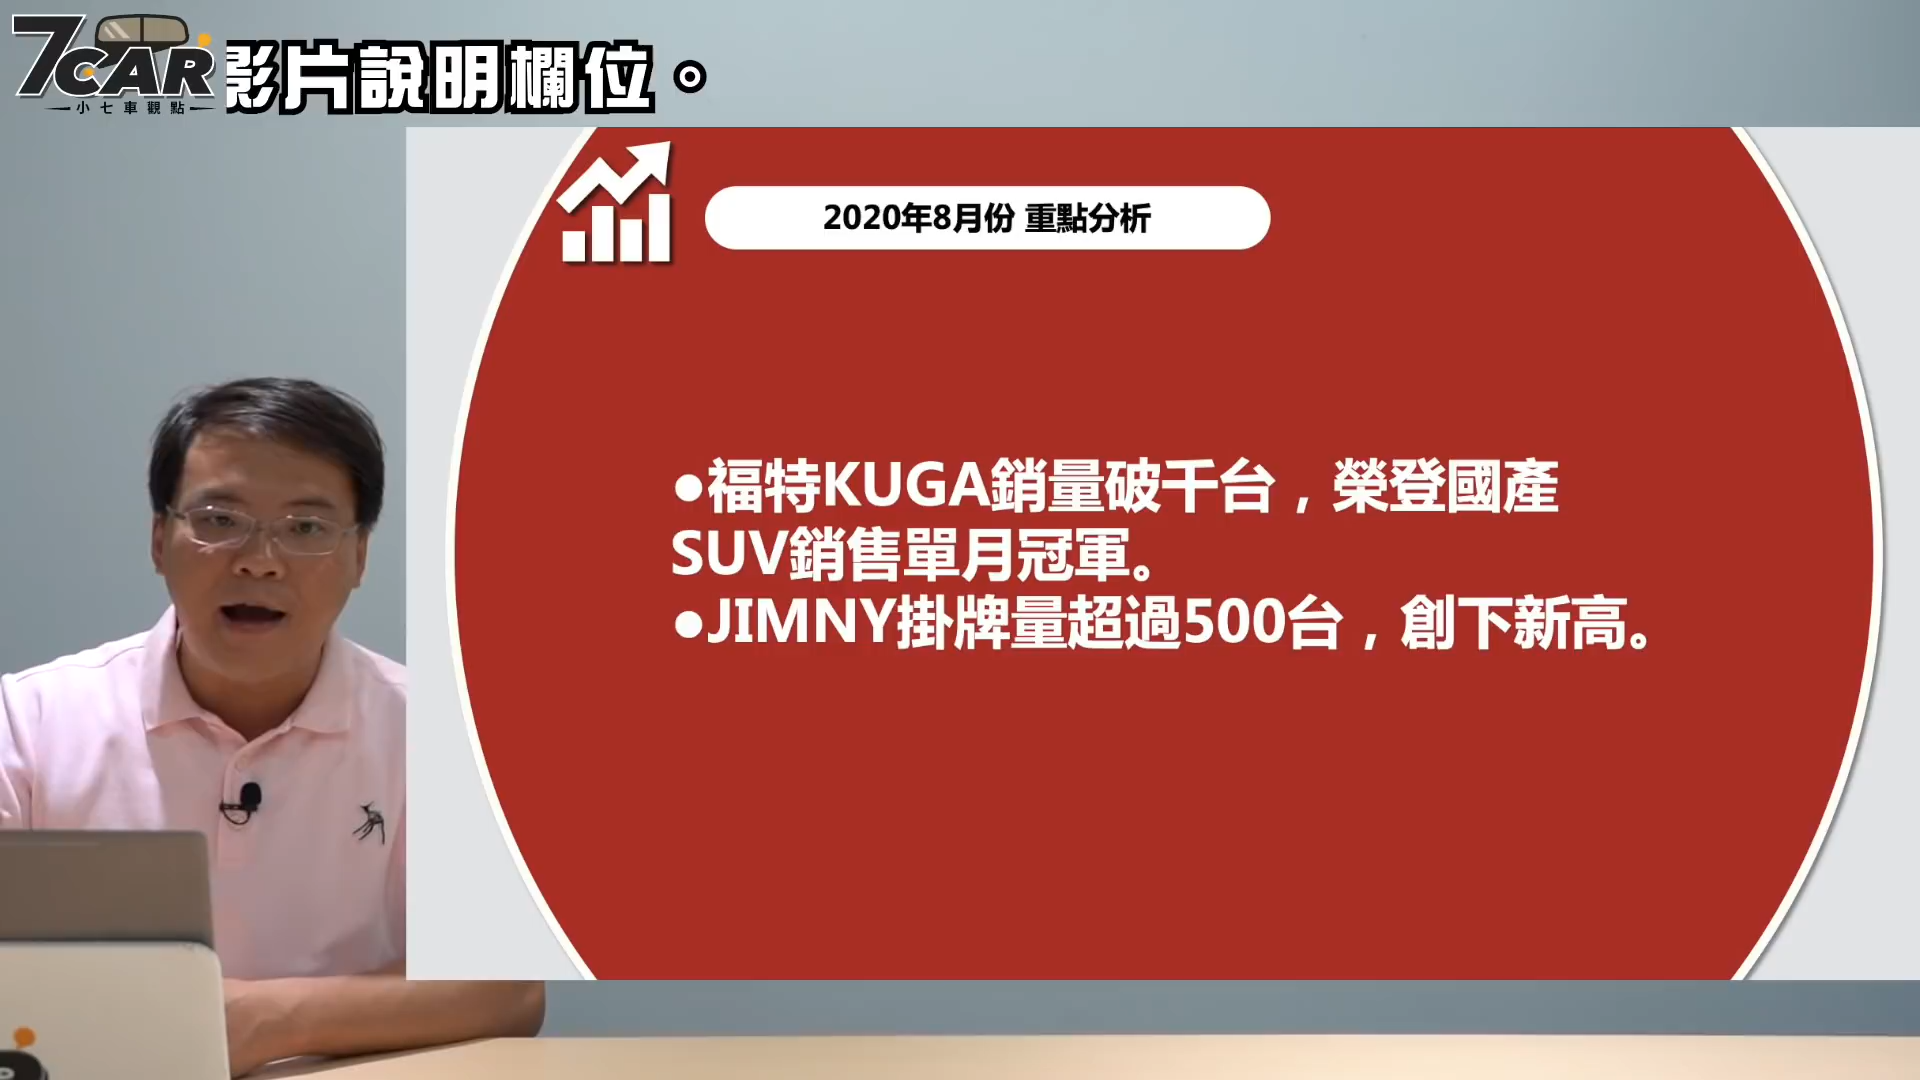 7CAR
小七車觀點
影片說明欄位。
2020年8月份 重點分析
●福特KUGA銷量破千台，榮登國產
SUV銷售單月冠軍。
●JIMNY掛牌量超過500台，創下新高。